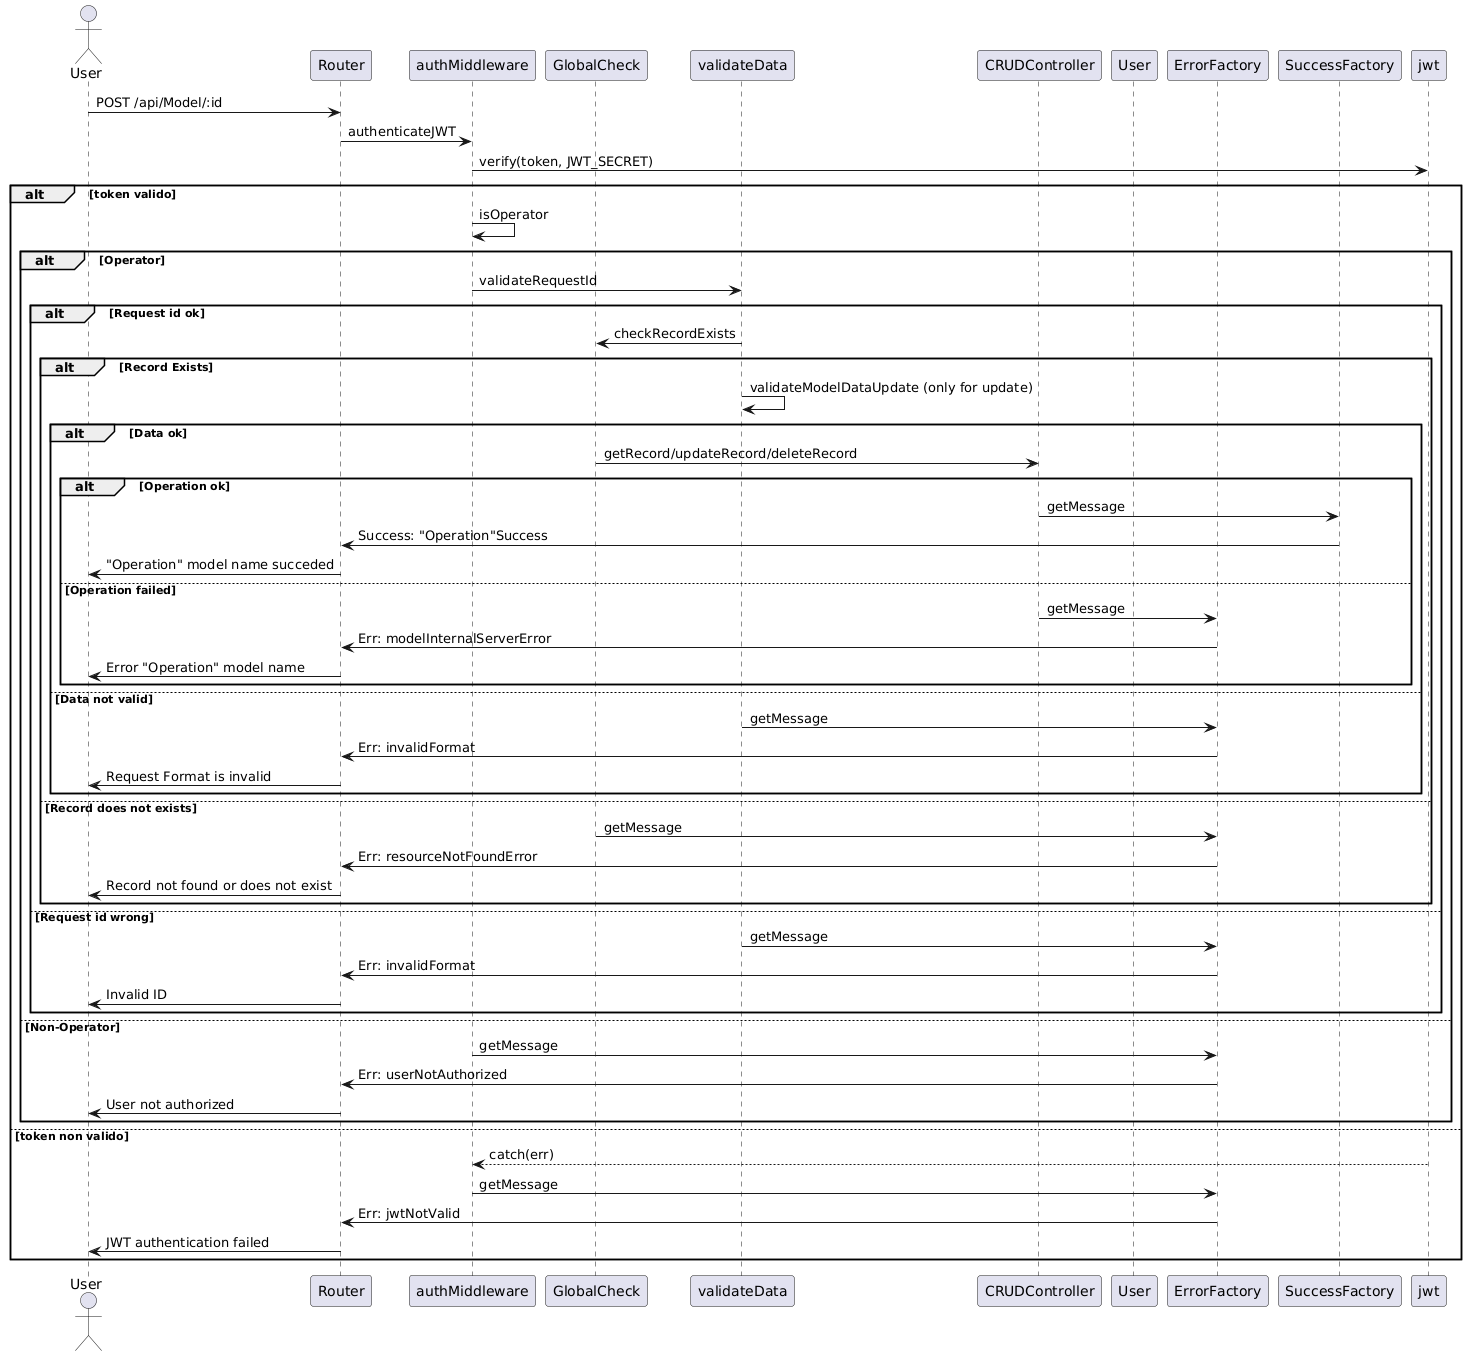 User
Router
authMiddleware
GlobalCheck
validateData
CRUDController
User
ErrorFactory
SuccessFactory
jwt
POST /api/Model/:id
authenticateJWT
verify(token, JWT_SECRET)
alt [token valido]
isOperator
alt [Operator]
validateRequestId
alt [Request id ok]
checkRecordExists
alt [Record Exists]
validateModelDataUpdate (only for update)
alt [Data ok]
getRecord/updateRecord/deleteRecord
alt [Operation ok]
getMessage
Success: "Operation"Success
"Operation" model name succeded
[Operation failed]
getMessage
Err: modelInternalServerError
Error "Operation" model name
[Data not valid]
getMessage
Err: invalidFormat
Request Format is invalid
[Record does not exists]
getMessage
Err: resourceNotFoundError
Record not found or does not exist
[Request id wrong]
getMessage
Err: invalidFormat
Invalid ID
[Non-Operator]
getMessage
Err: userNotAuthorized
User not authorized
[token non valido]
catch(err)
getMessage
Err: jwtNotValid
JWT authentication failed
User
Router
authMiddleware
GlobalCheck
validateData
CRUDController
User
ErrorFactory
SuccessFactory
jwt